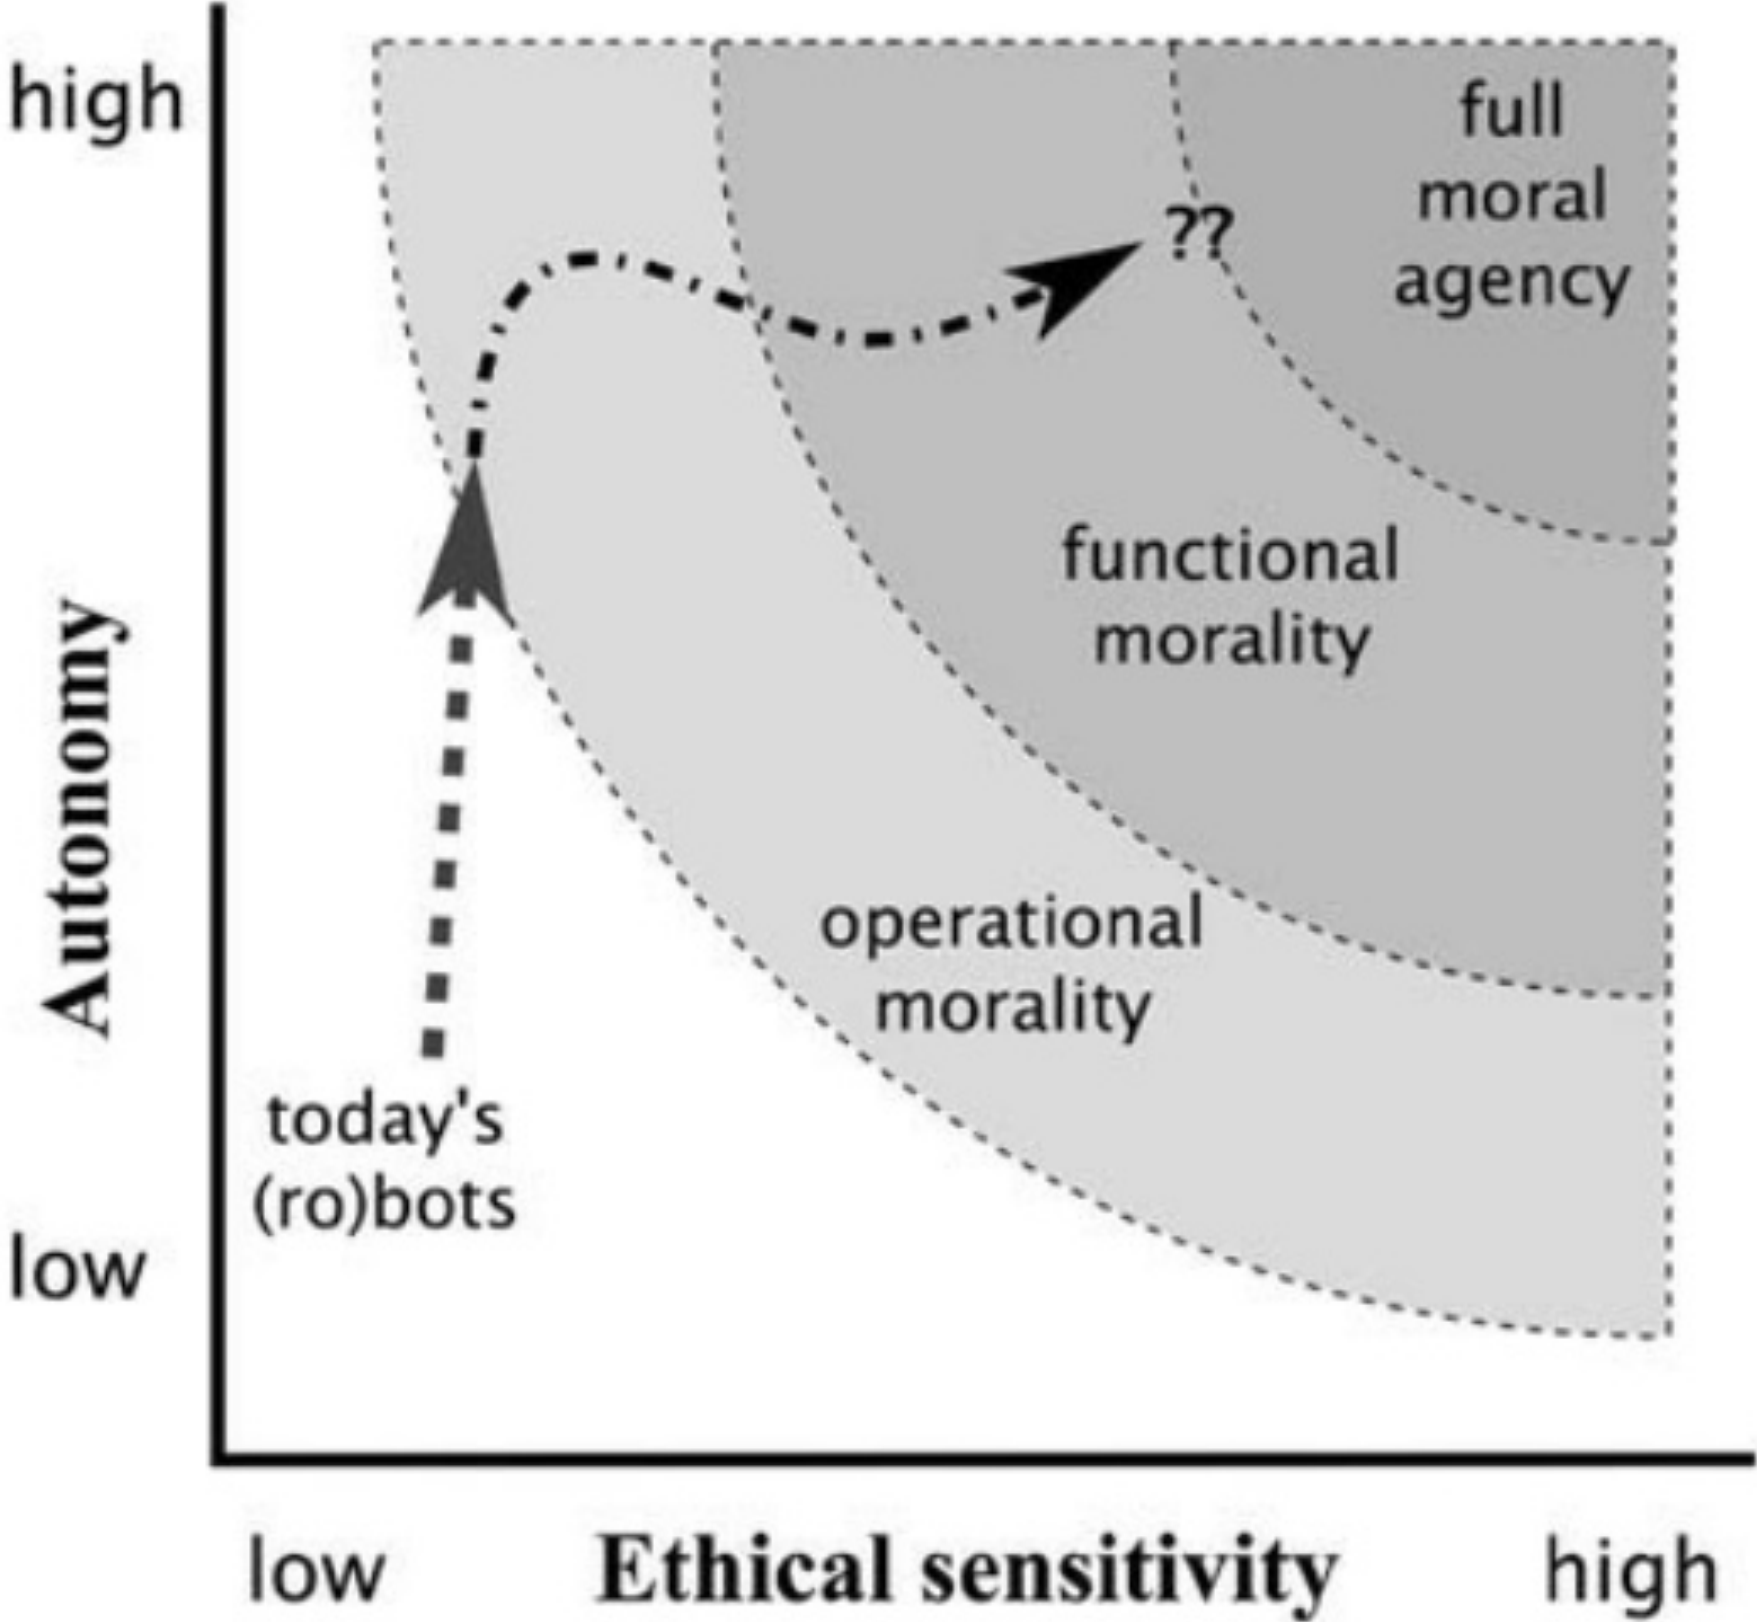 high
full
moral
agency
??
functional
morality
Autonomy
operational
morality
today's
(ro)bots
low
low
Ethical sensitivity
high